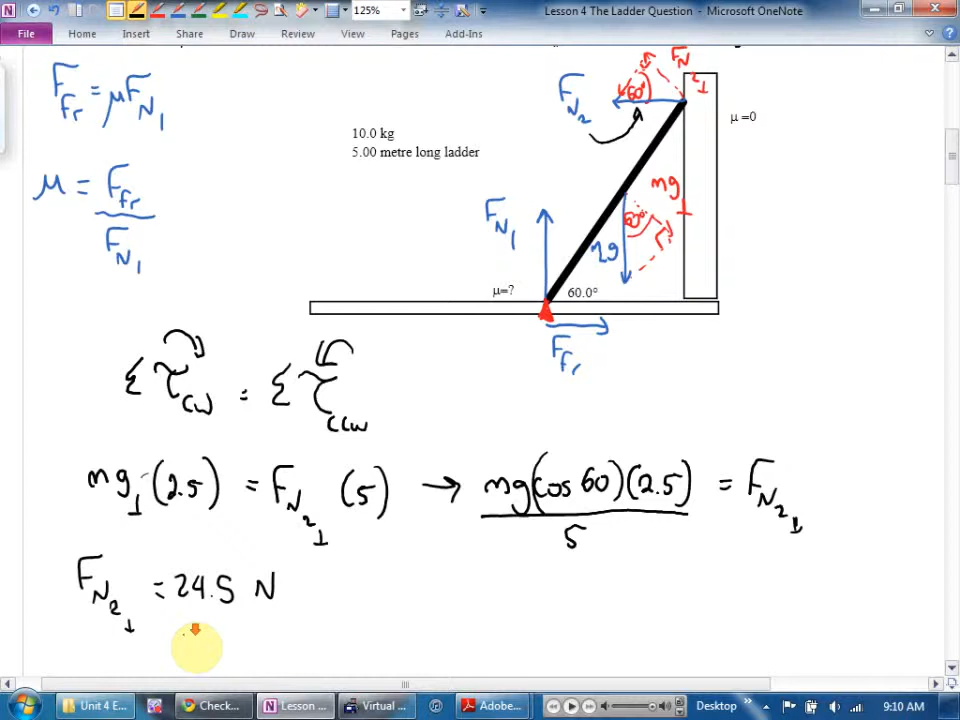 125%
Lesson 4 The Ladder Question - Microsoft OneNote
File Home Insert Draw Review View Pages Add-Ins
F_fr = μF_N₁
μ = F_fr / F_N₁
10.0 kg
5.00 metre long ladder
F_N₂
60°
F_N₂⊥
μ =0
F_N₁
mg
60°
mg⊥
μ=?
60.0°
F_fr
Στ_CW = Στ_CCW
mg⊥(2.5) = F_N₂⊥ (5) → mg(cos 60)(2.5) / 5 = F_N₂⊥
F_N₂⊥ = 24.5 N
Unit 4 E... Check... Lesson ... Virtual ... Adobe... Desktop 9:10 AM